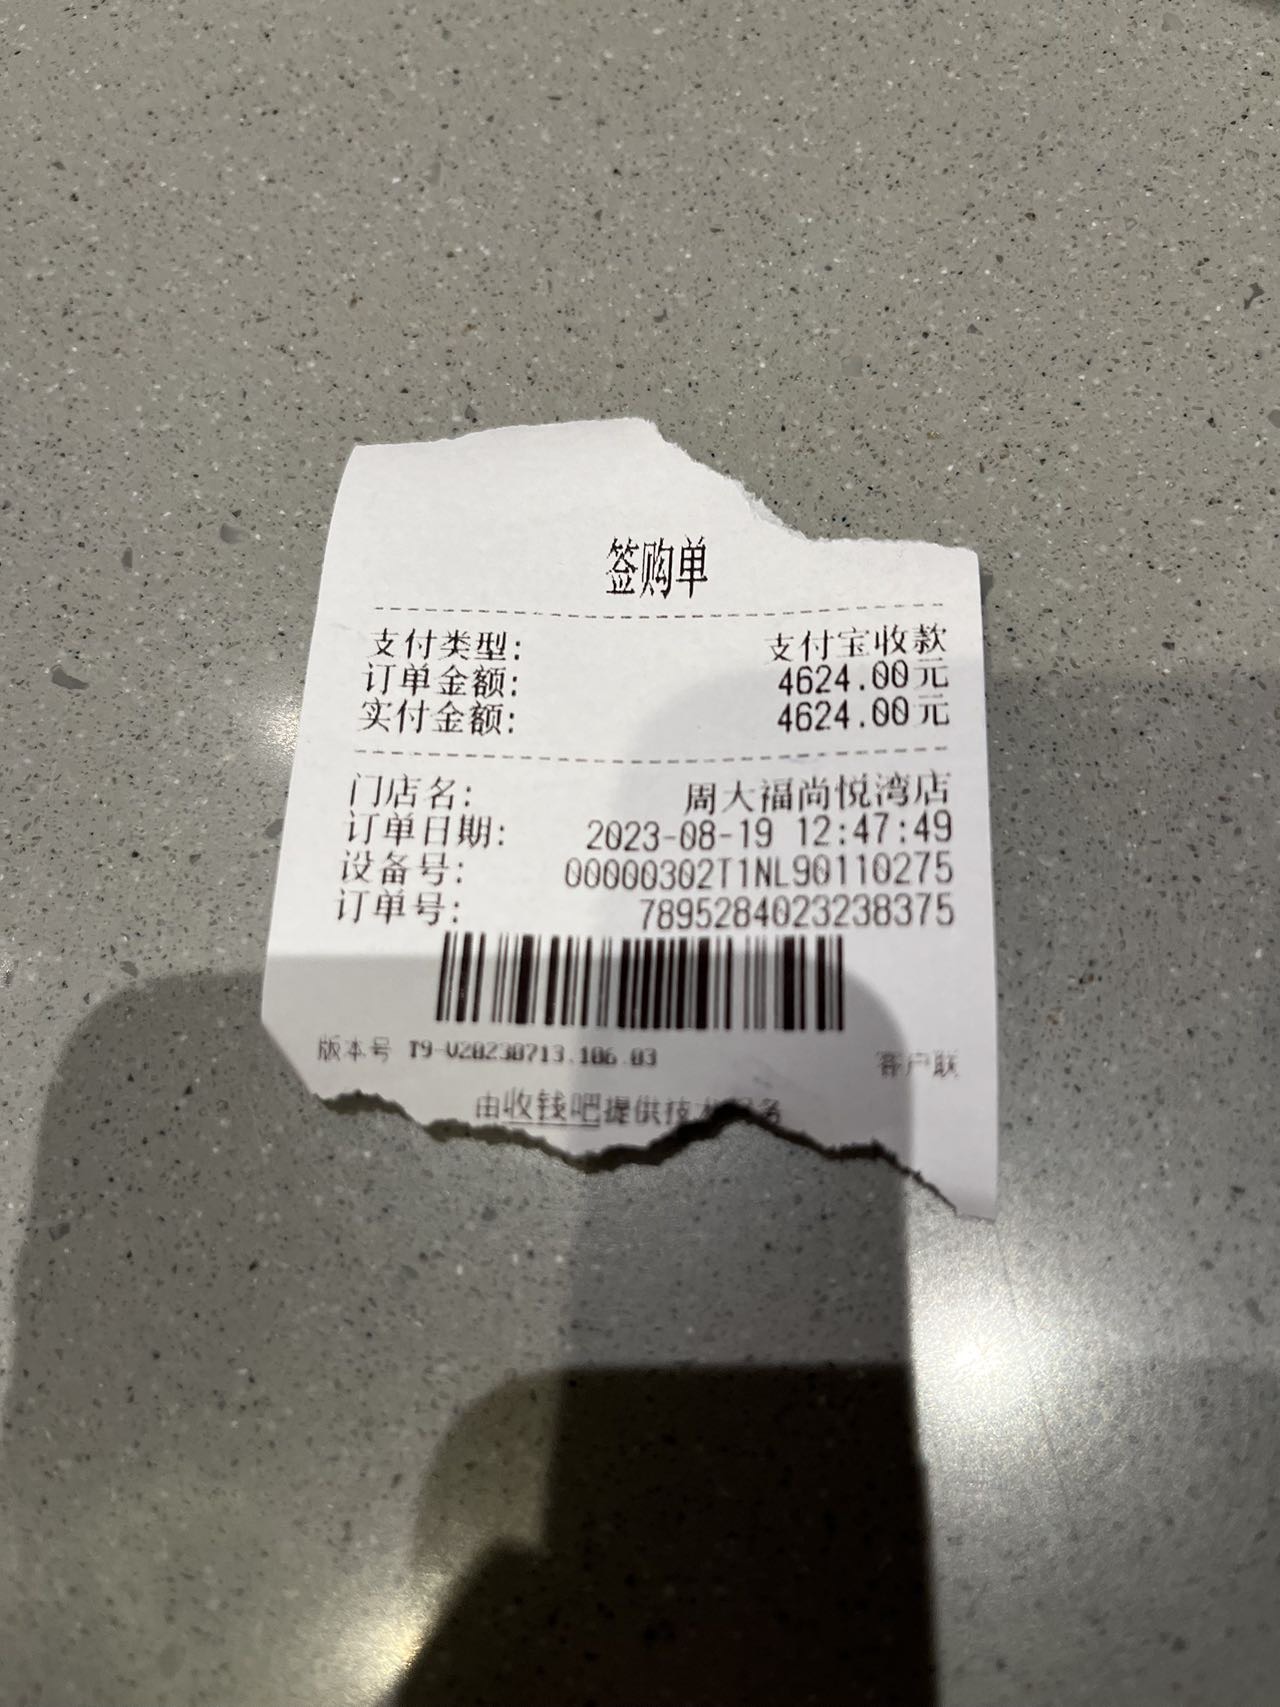 签购单
支付类型: 支付宝收款
订单金额: 4624.00元
实付金额: 4624.00元
门店名: 周大福尚悦湾店
订单日期: 2023-08-19 12:47:49
设备号: 00000302T1NL90110275
订单号: 7895284023238375
版本号 T9-V20230713.106.03 客户联
由收钱吧提供技术服务